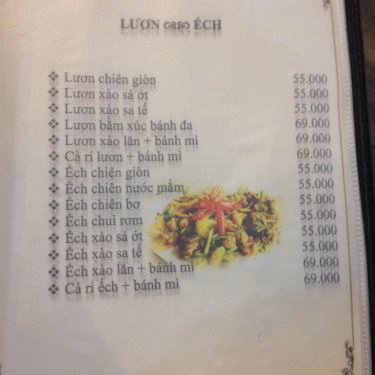 LƯƠN ÉCH
Lươn chiên giòn 55.000
Lươn xào sả ớt 55.000
Lươn xào sa tế 55.000
Lươn bằm xúc bánh đa 69.000
Lươn xào lăn + bánh mì 69.000
Cà ri lươn + bánh mì 69.000
Ếch chiên giòn 55.000
Ếch chiên nước mắm 55.000
Ếch chiên bơ 55.000
Ếch chui rơm 55.000
Ếch xào sả ớt 55.000
Ếch xào sa tế 55.000
Ếch xào lăn + bánh mì 69.000
Cà ri ếch + bánh mì 69.000